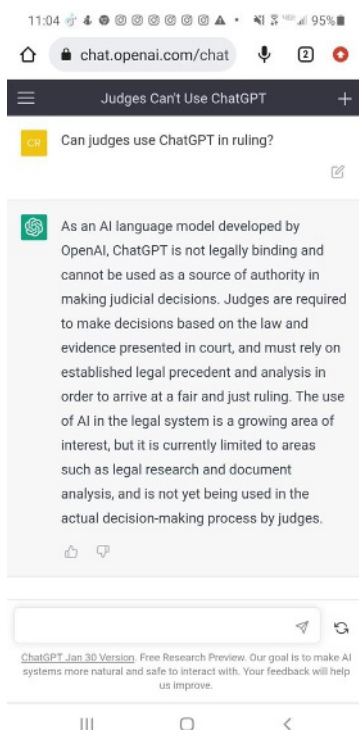 11:04 95%
chat.openai.com/chat 2
Judges Can't Use ChatGPT
CR Can judges use ChatGPT in ruling?
As an AI language model developed by
OpenAI, ChatGPT is not legally binding and
cannot be used as a source of authority in
making judicial decisions. Judges are required
to make decisions based on the law and
evidence presented in court, and must rely on
established legal precedent and analysis in
order to arrive at a fair and just ruling. The use
of AI in the legal system is a growing area of
interest, but it is currently limited to areas
such as legal research and document
analysis, and is not yet being used in the
actual decision-making process by judges.
ChatGPT Jan 30 Version. Free Research Preview. Our goal is to make AI
systems more natural and safe to interact with. Your feedback will help
us improve.